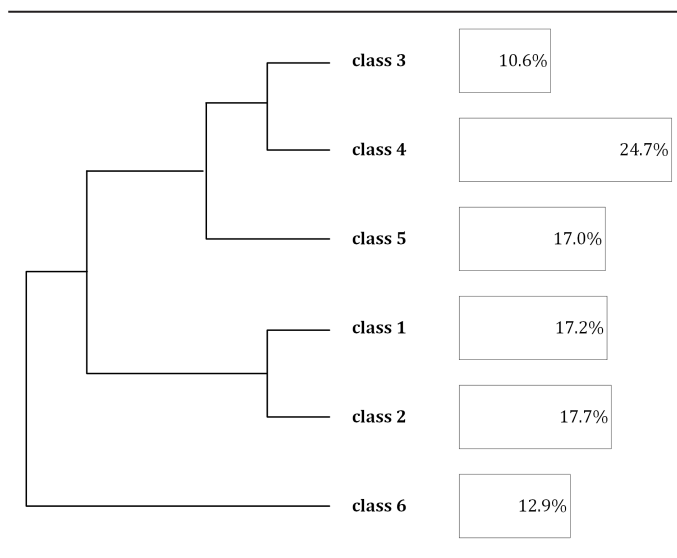 class 3 10.6%
class 4 24.7%
class 5 17.0%
class 1 17.2%
class 2 17.7%
class 6 12.9%